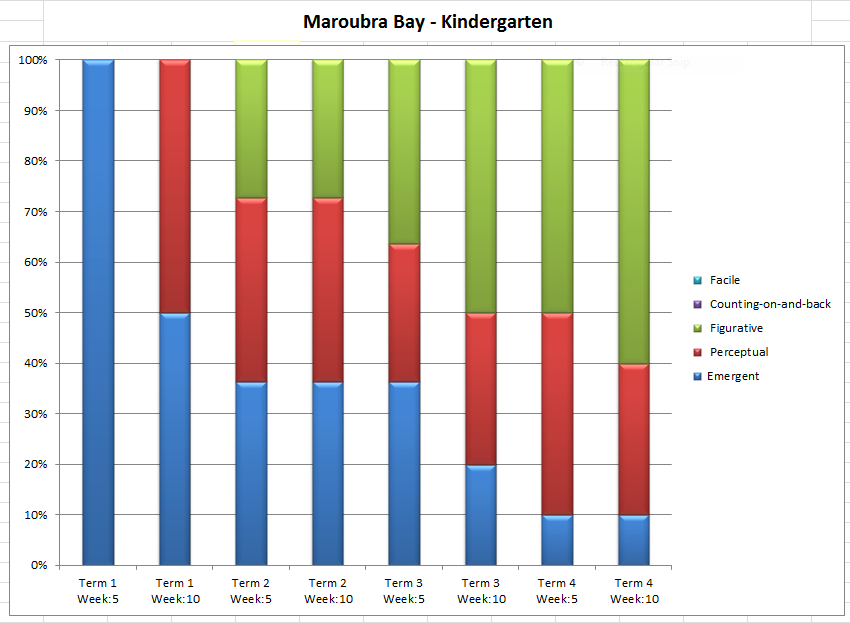 Maroubra Bay - Kindergarten
100%
90%
80%
70%
60%
50%
40%
30%
20%
10%
0%
Facile
Counting-on-and-back
Figurative
Perceptual
Emergent
Term 1 Term 1 Term 2 Term 2 Term 3 Term 3 Term 4 Term 4
Week:5 Week:10 Week:5 Week:10 Week:5 Week:10 Week:5 Week:10